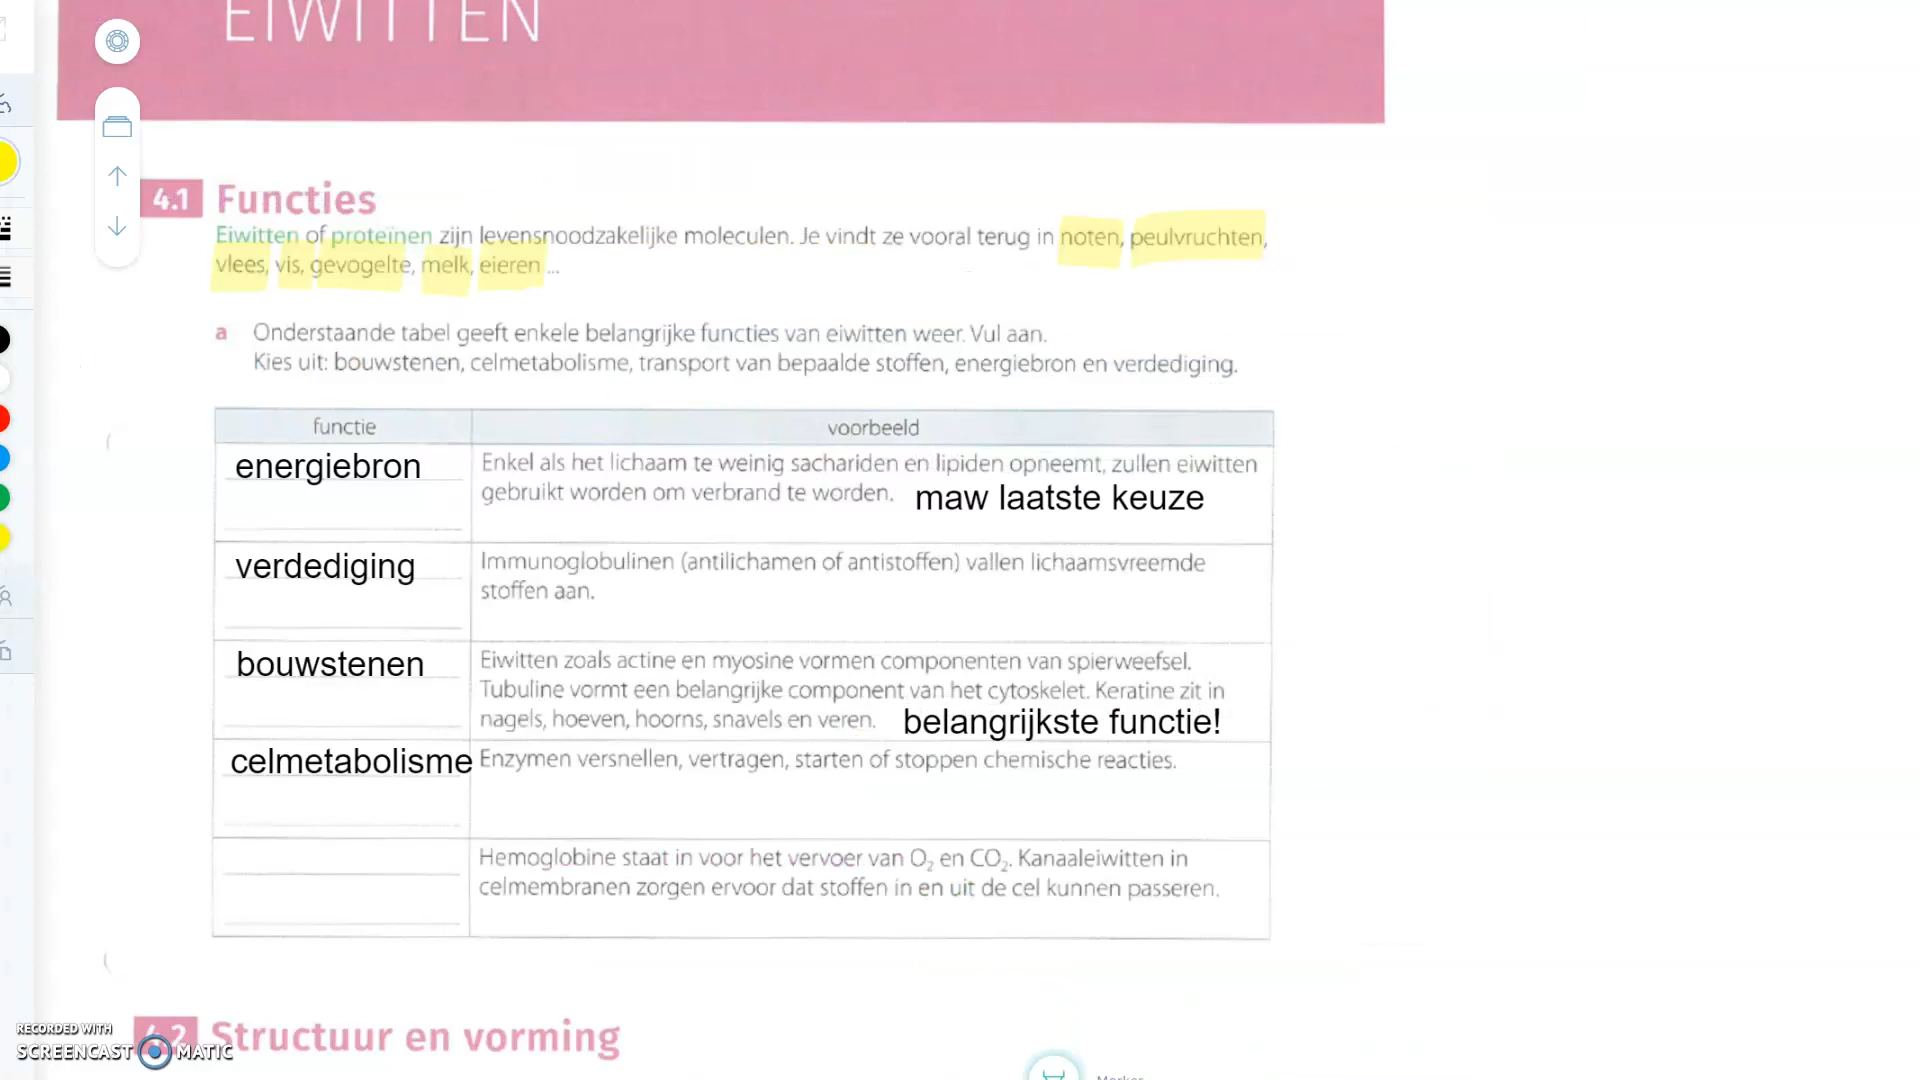 EIWITTEN
4.1 Functies
Eiwitten of proteïnen zijn levensnoodzakelijke moleculen. Je vindt ze vooral terug in noten, peulvruchten,
vlees, vis, gevogelte, melk, eieren ...
a Onderstaande tabel geeft enkele belangrijke functies van eiwitten weer. Vul aan.
Kies uit: bouwstenen, celmetabolisme, transport van bepaalde stoffen, energiebron en verdediging.
functie voorbeeld
energiebron Enkel als het lichaam te weinig sachariden en lipiden opneemt, zullen eiwitten
gebruikt worden om verbrand te worden. maw laatste keuze
verdediging Immunoglobulinen (antilichamen of antistoffen) vallen lichaamsvreemde
stoffen aan.
bouwstenen Eiwitten zoals actine en myosine vormen componenten van spierweefsel.
Tubuline vormt een belangrijke component van het cytoskelet. Keratine zit in
nagels, hoeven, hoorns, snavels en veren. belangrijkste functie!
celmetabolisme Enzymen versnellen, vertragen, starten of stoppen chemische reacties.
Hemoglobine staat in voor het vervoer van O₂ en CO₂. Kanaaleiwitten in
celmembranen zorgen ervoor dat stoffen in en uit de cel kunnen passeren.
4.2 Structuur en vorming
RECORDED WITH
SCREENCAST MATIC
Marker